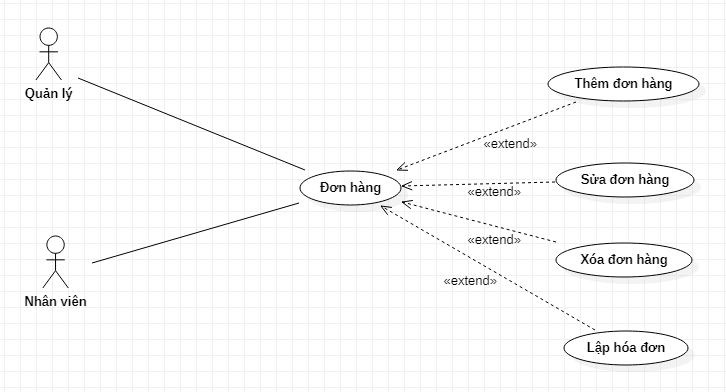 Quản lý
Thêm đơn hàng
«extend»
Đơn hàng
Sửa đơn hàng
«extend»
Nhân viên
«extend»
Xóa đơn hàng
«extend»
Lập hóa đơn